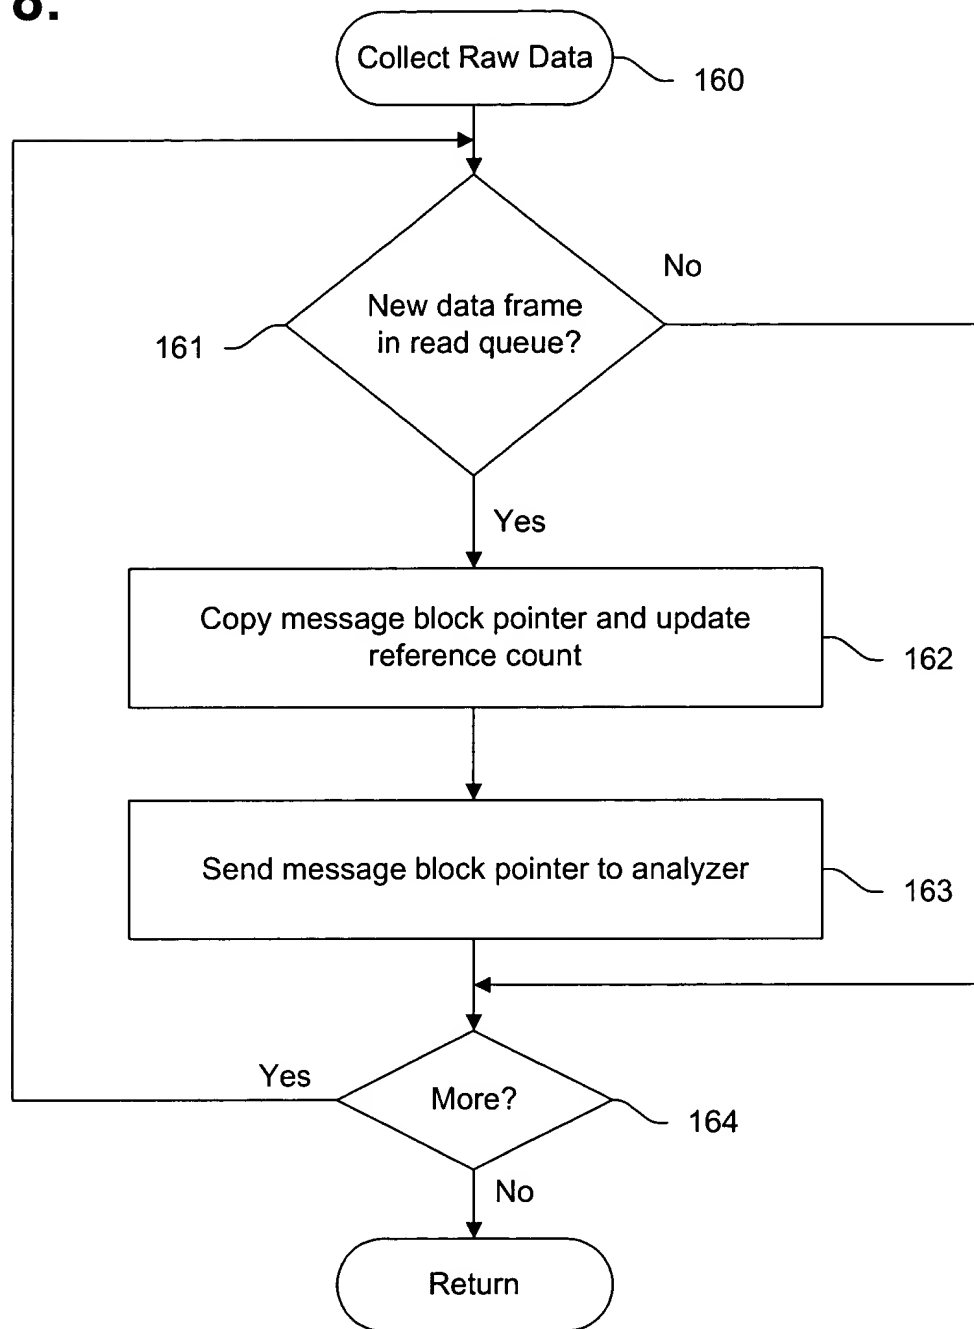 8.
Collect Raw Data
160
No
New data frame
in read queue?
161
Yes
Copy message block pointer and update
reference count
162
Send message block pointer to analyzer
163
Yes
More?
164
No
Return